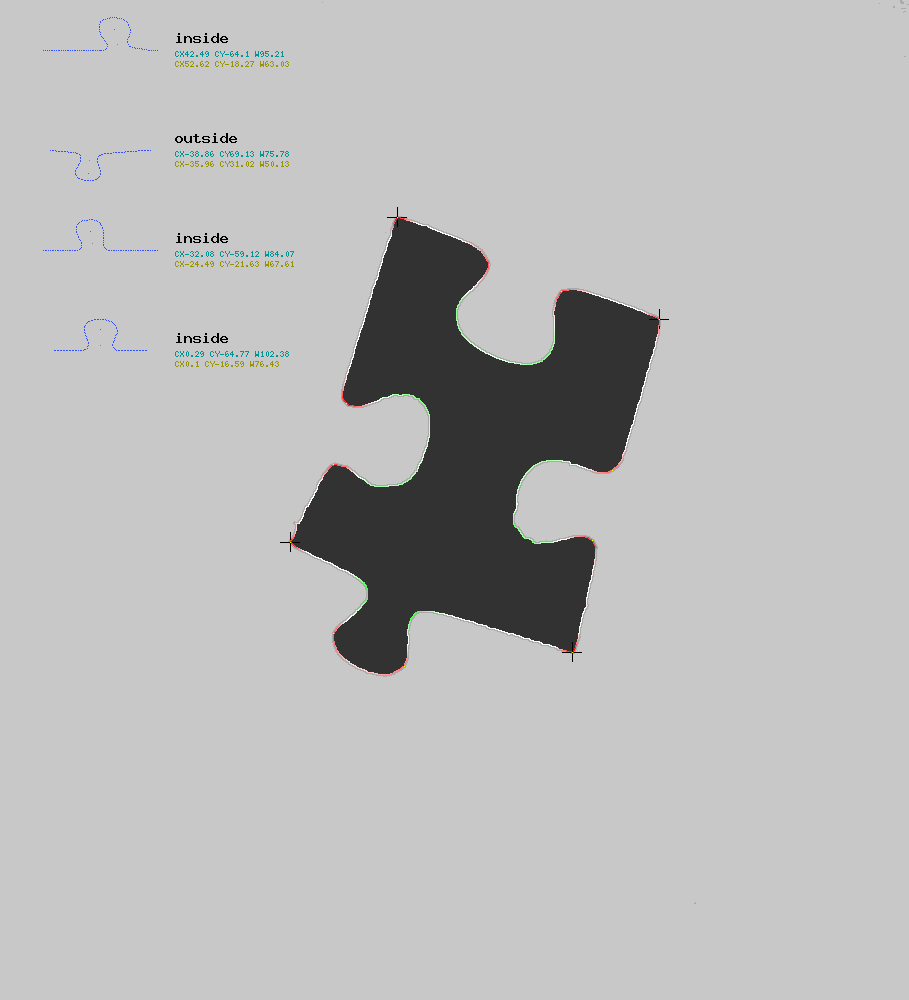 inside
CX42.49 CY-64.1 W95.21
CX52.62 CY-18.27 W63.03
outside
CX-38.86 CY69.13 W75.78
CX-35.96 CY31.02 W50.13
inside
CX-32.08 CY-59.12 W84.07
CX-24.49 CY-21.63 W67.61
inside
CX0.29 CY-64.77 W102.38
CX0.1 CY-16.59 W76.43